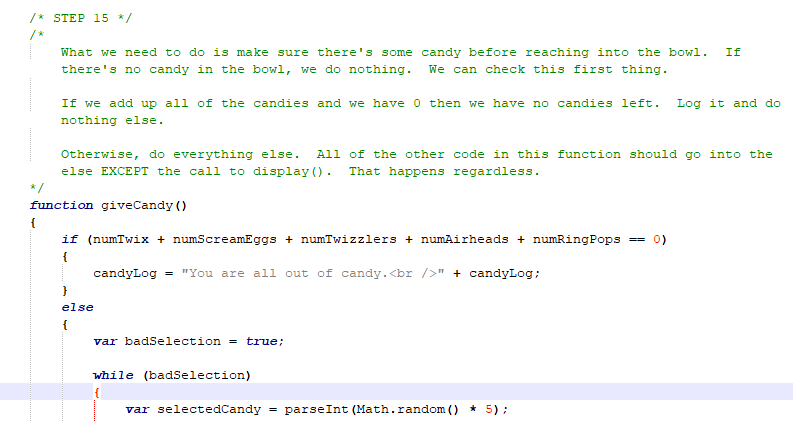 /* STEP 15 */
/*
What we need to do is make sure there's some candy before reaching into the bowl.  If
there's no candy in the bowl, we do nothing.  We can check this first thing.
If we add up all of the candies and we have 0 then we have no candies left.  Log it and do
nothing else.
Otherwise, do everything else.  All of the other code in this function should go into the
else EXCEPT the call to display().  That happens regardless.
*/
function giveCandy()
{
if (numTwix + numScreamEggs + numTwizzlers + numAirheads + numRingPops == 0)
{
candyLog = "You are all out of candy.<br />" + candyLog;
}
else
{
var badSelection = true;
while (badSelection)
{
var selectedCandy = parseInt(Math.random() * 5);